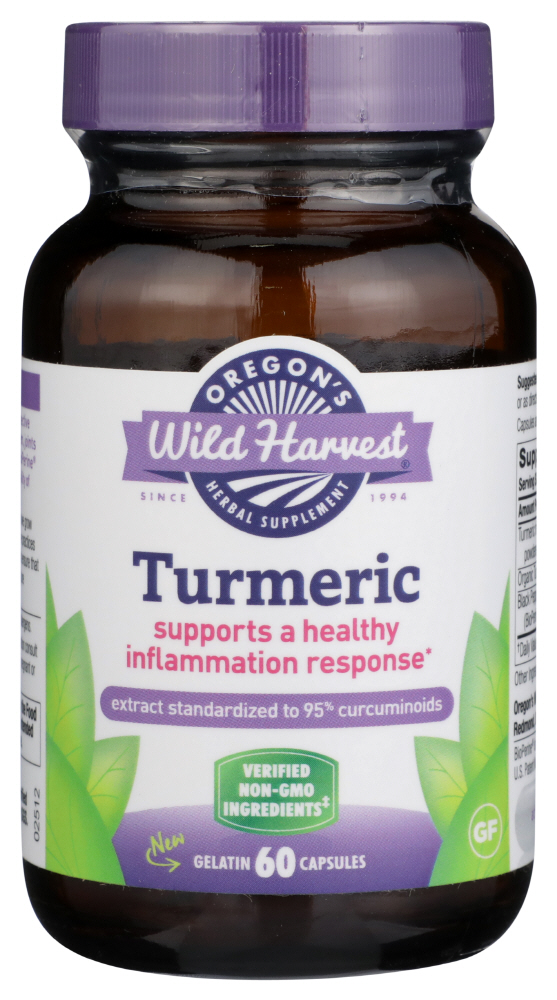 OREGON'S
Wild Harvest®
SINCE 1994
HERBAL SUPPLEMENT
Turmeric
supports a healthy
inflammation response*
extract standardized to 95% curcuminoids
VERIFIED
NON-GMO
INGREDIENTS‡
New
GELATIN 60 CAPSULES
GF
02512